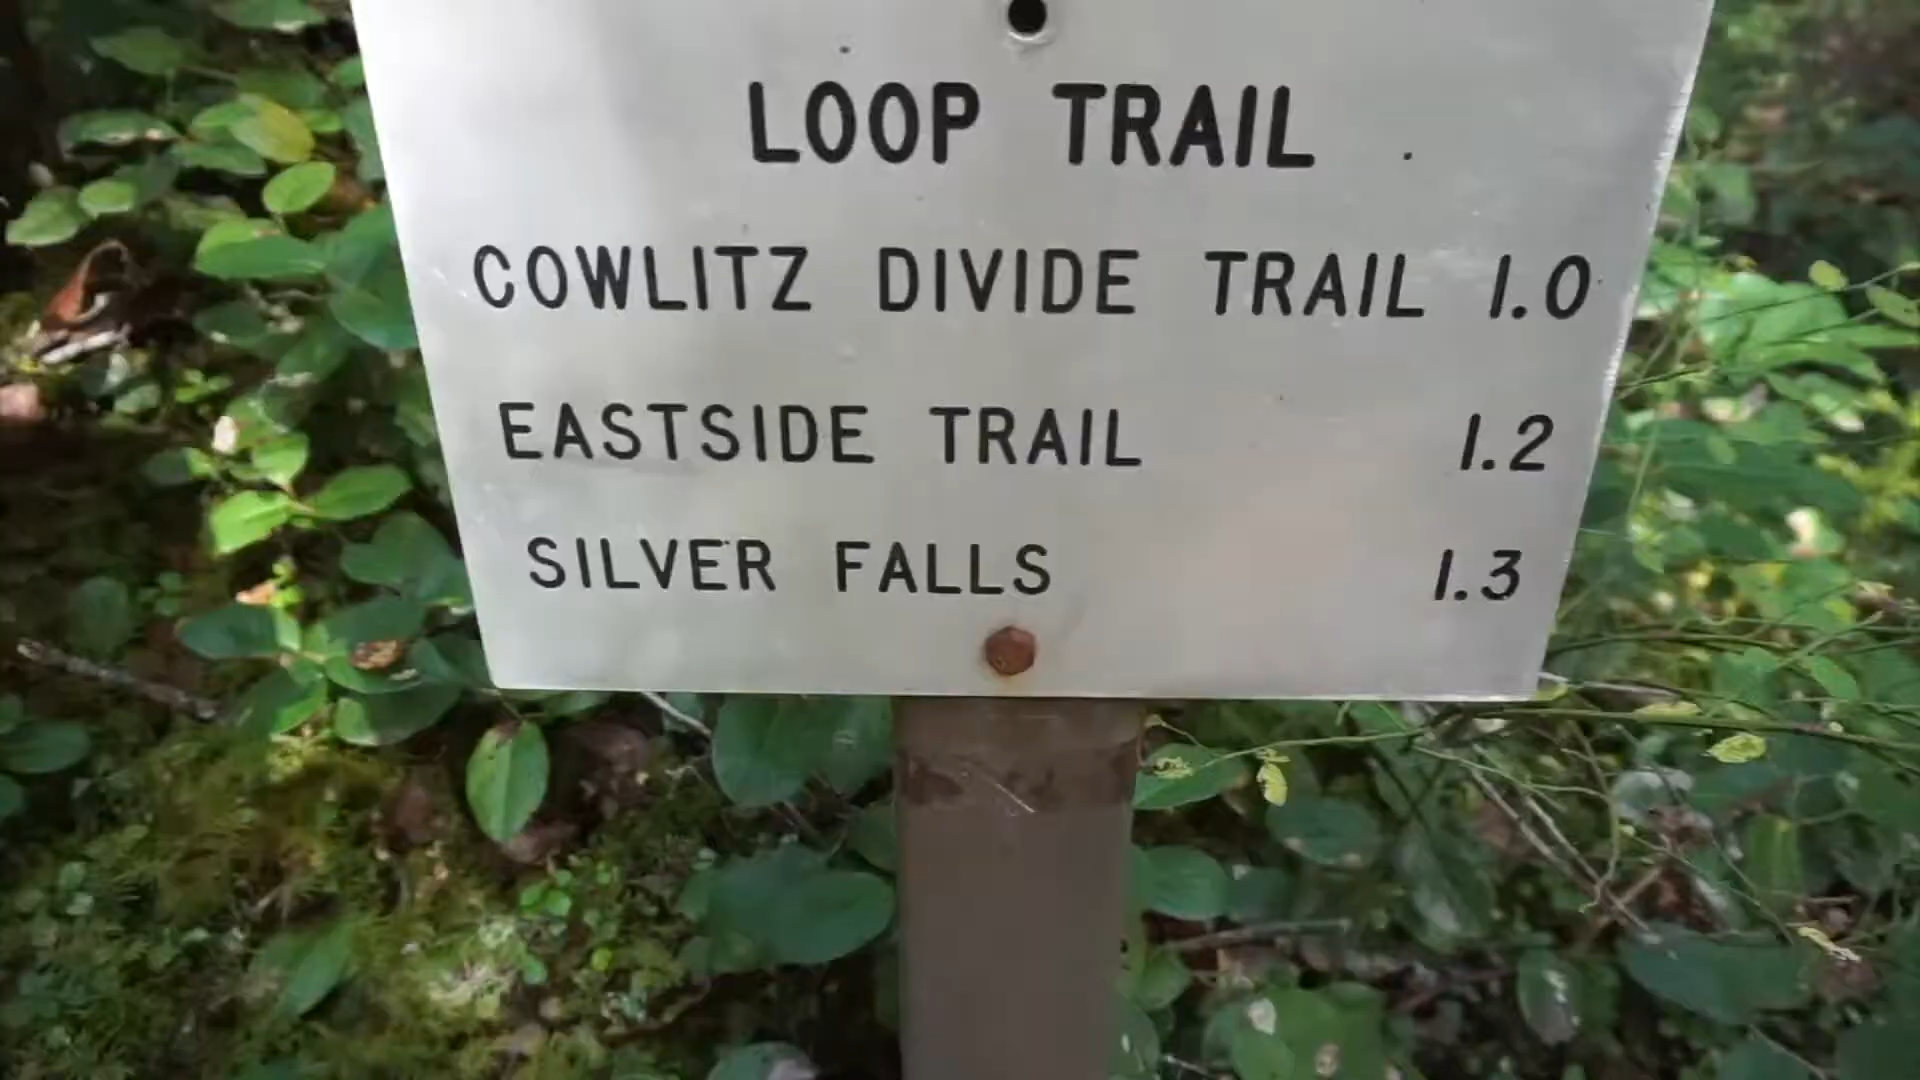 LOOP TRAIL
COWLITZ DIVIDE TRAIL 1.0
EASTSIDE TRAIL 1.2
SILVER FALLS 1.3